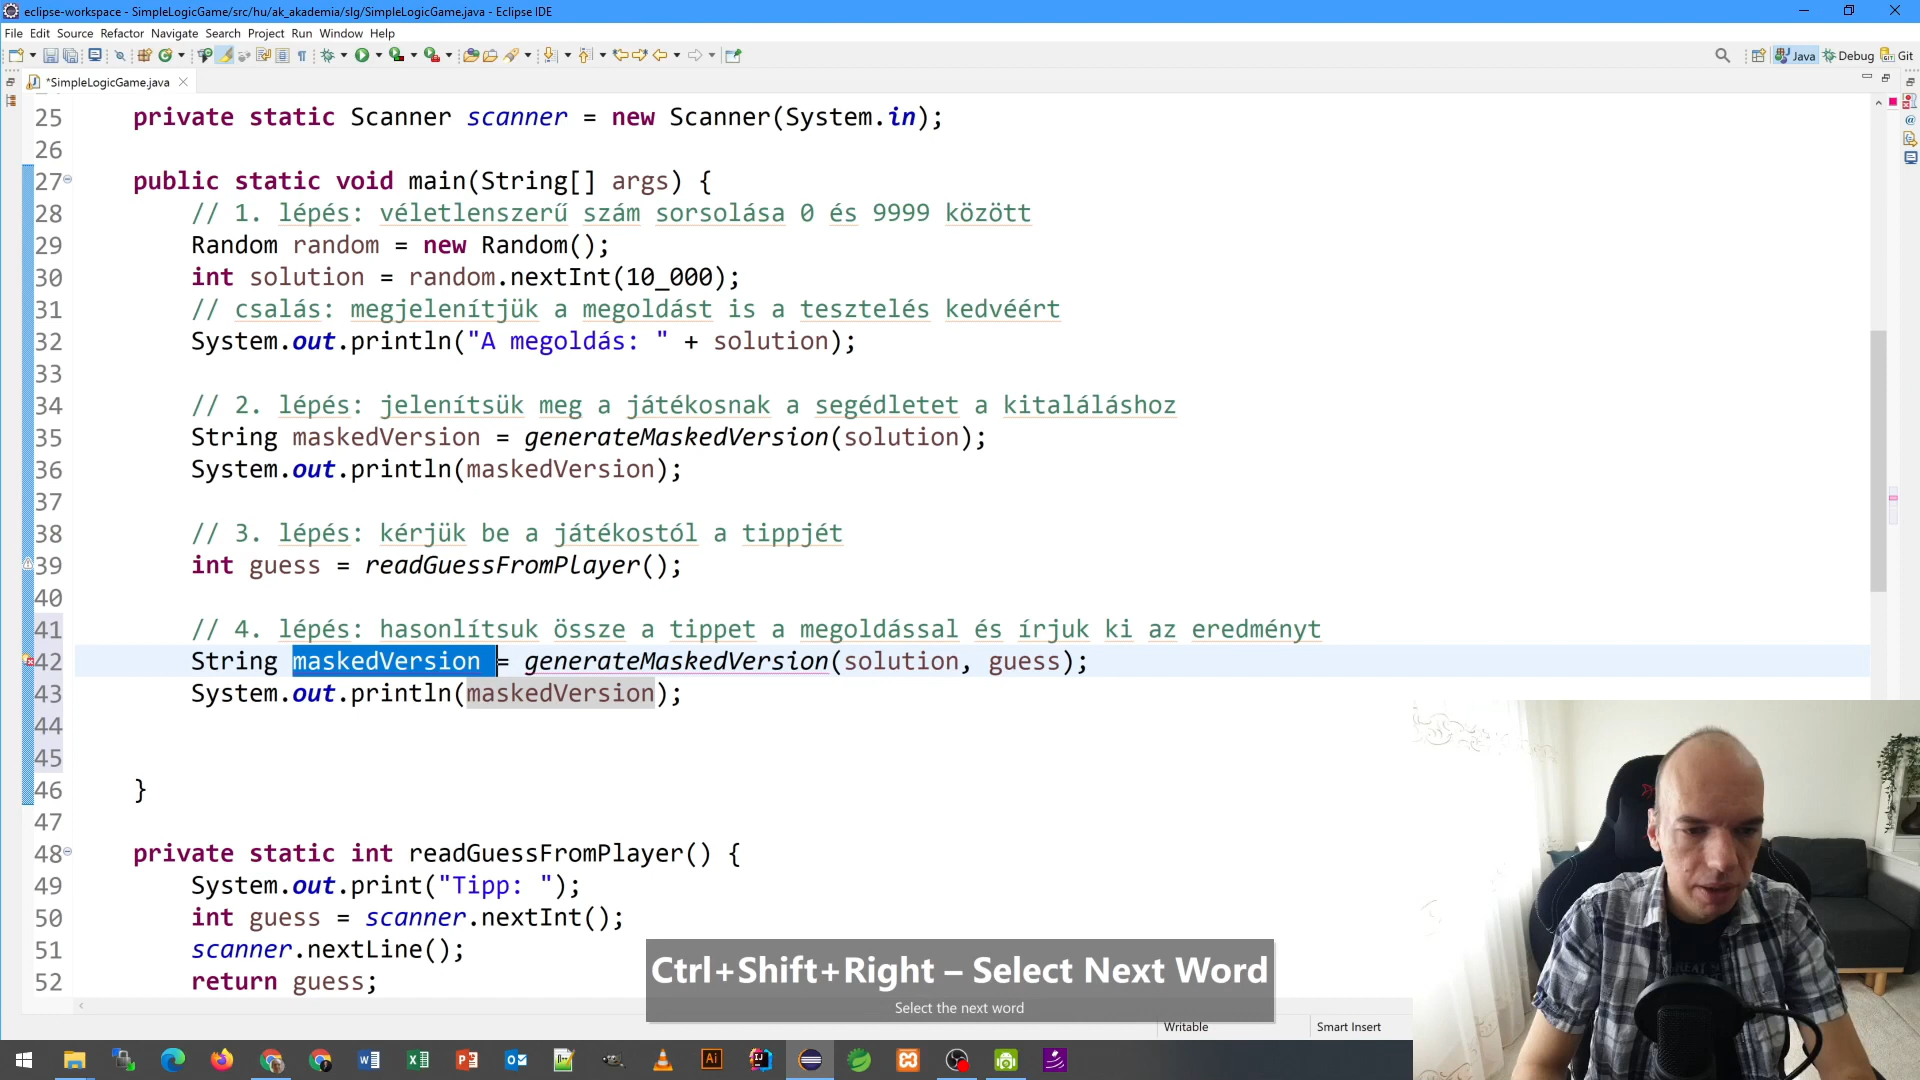 eclipse-workspace - SimpleLogicGame/src/hu/ak_akademia/slg/SimpleLogicGame.java - Eclipse IDE
File Edit Source Refactor Navigate Search Project Run Window Help
Java Debug Git
*SimpleLogicGame.java
25 private static Scanner scanner = new Scanner(System.in);
26
27 public static void main(String[] args) {
28 // 1. lépés: véletlenszerű szám sorsolása 0 és 9999 között
29 Random random = new Random();
30 int solution = random.nextInt(10_000);
31 // csalás: megjelenítjük a megoldást is a tesztelés kedvéért
32 System.out.println("A megoldás: " + solution);
33
34 // 2. lépés: jelenítsük meg a játékosnak a segédletet a kitaláláshoz
35 String maskedVersion = generateMaskedVersion(solution);
36 System.out.println(maskedVersion);
37
38 // 3. lépés: kérjük be a játékostól a tippjét
39 int guess = readGuessFromPlayer();
40
41 // 4. lépés: hasonlítsuk össze a tippet a megoldással és írjuk ki az eredményt
42 String maskedVersion = generateMaskedVersion(solution, guess);
43 System.out.println(maskedVersion);
44
45
46 }
47
48 private static int readGuessFromPlayer() {
49 System.out.print("Tipp: ");
50 int guess = scanner.nextInt();
51 scanner.nextLine();
52 return guess;
Ctrl+Shift+Right – Select Next Word
Select the next word
Writable Smart Insert